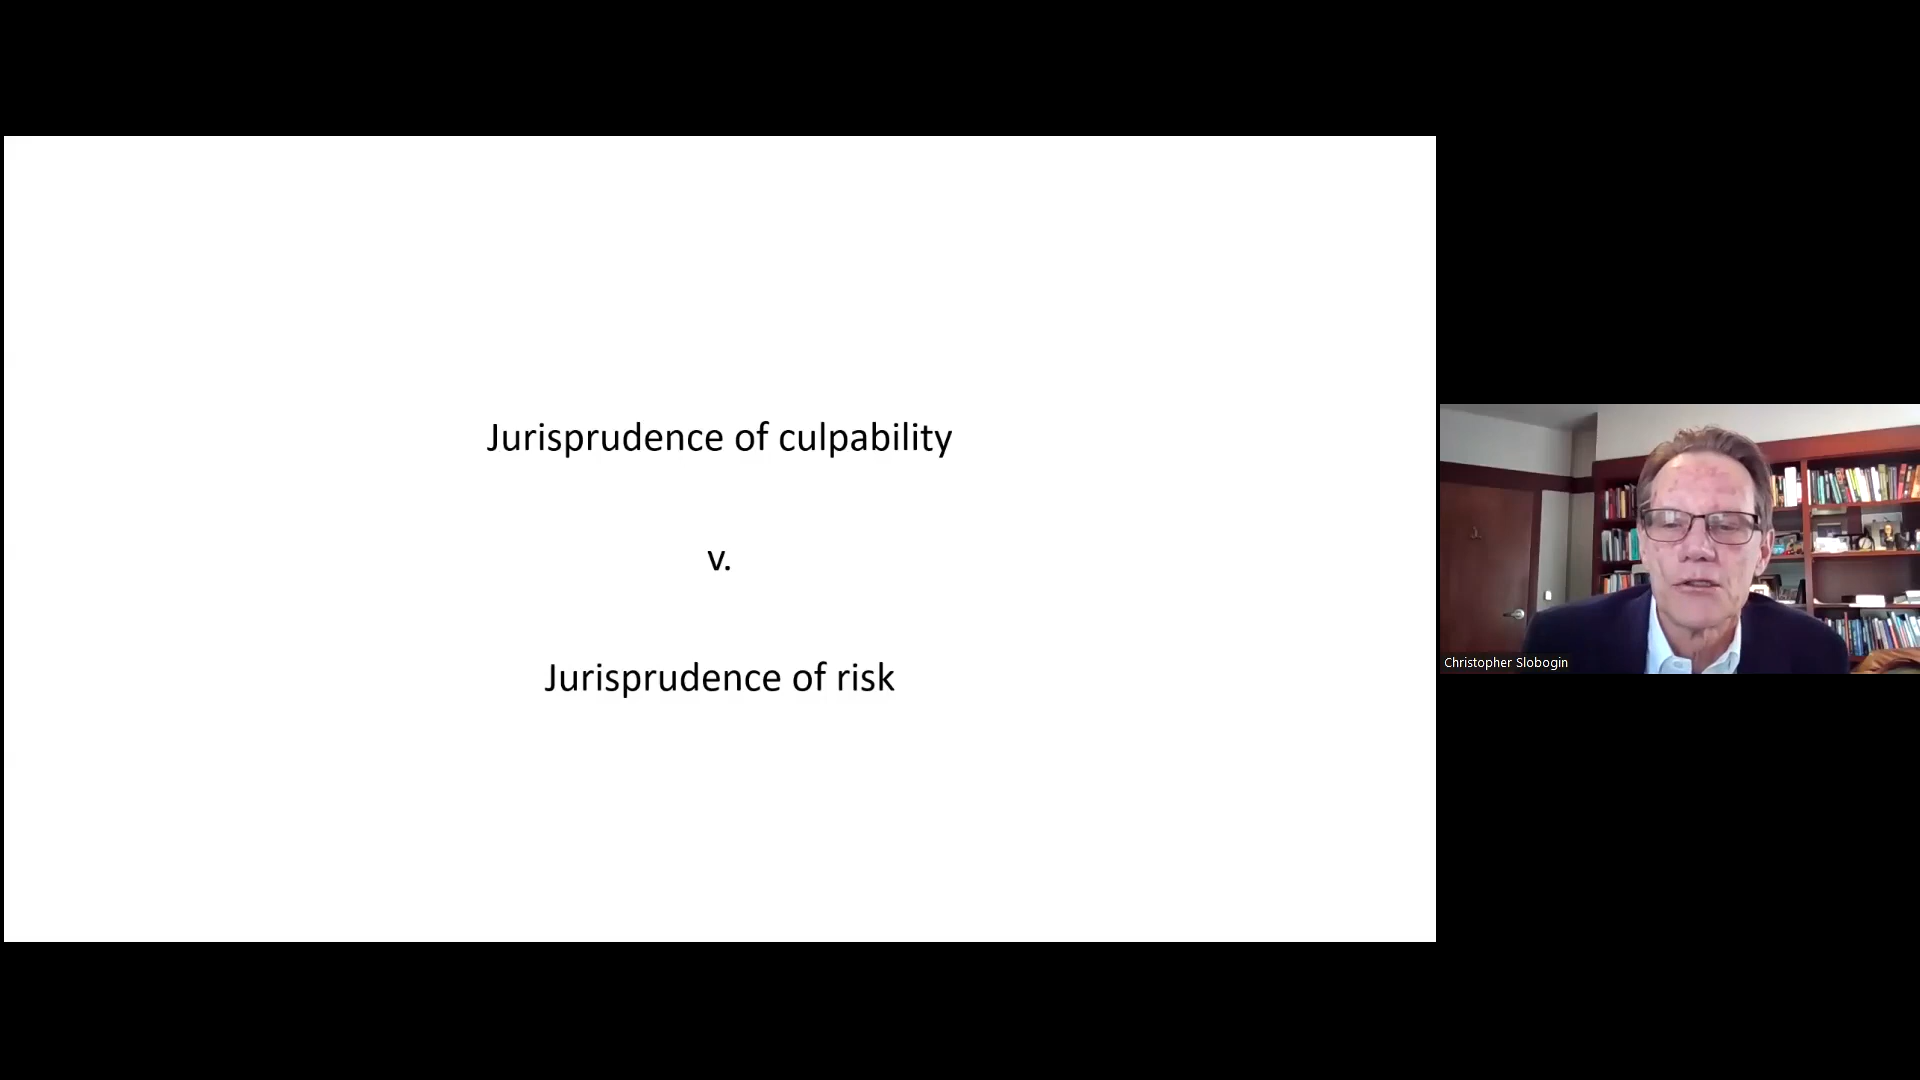 Jurisprudence of culpability
v.
Jurisprudence of risk
Christopher Slobogin